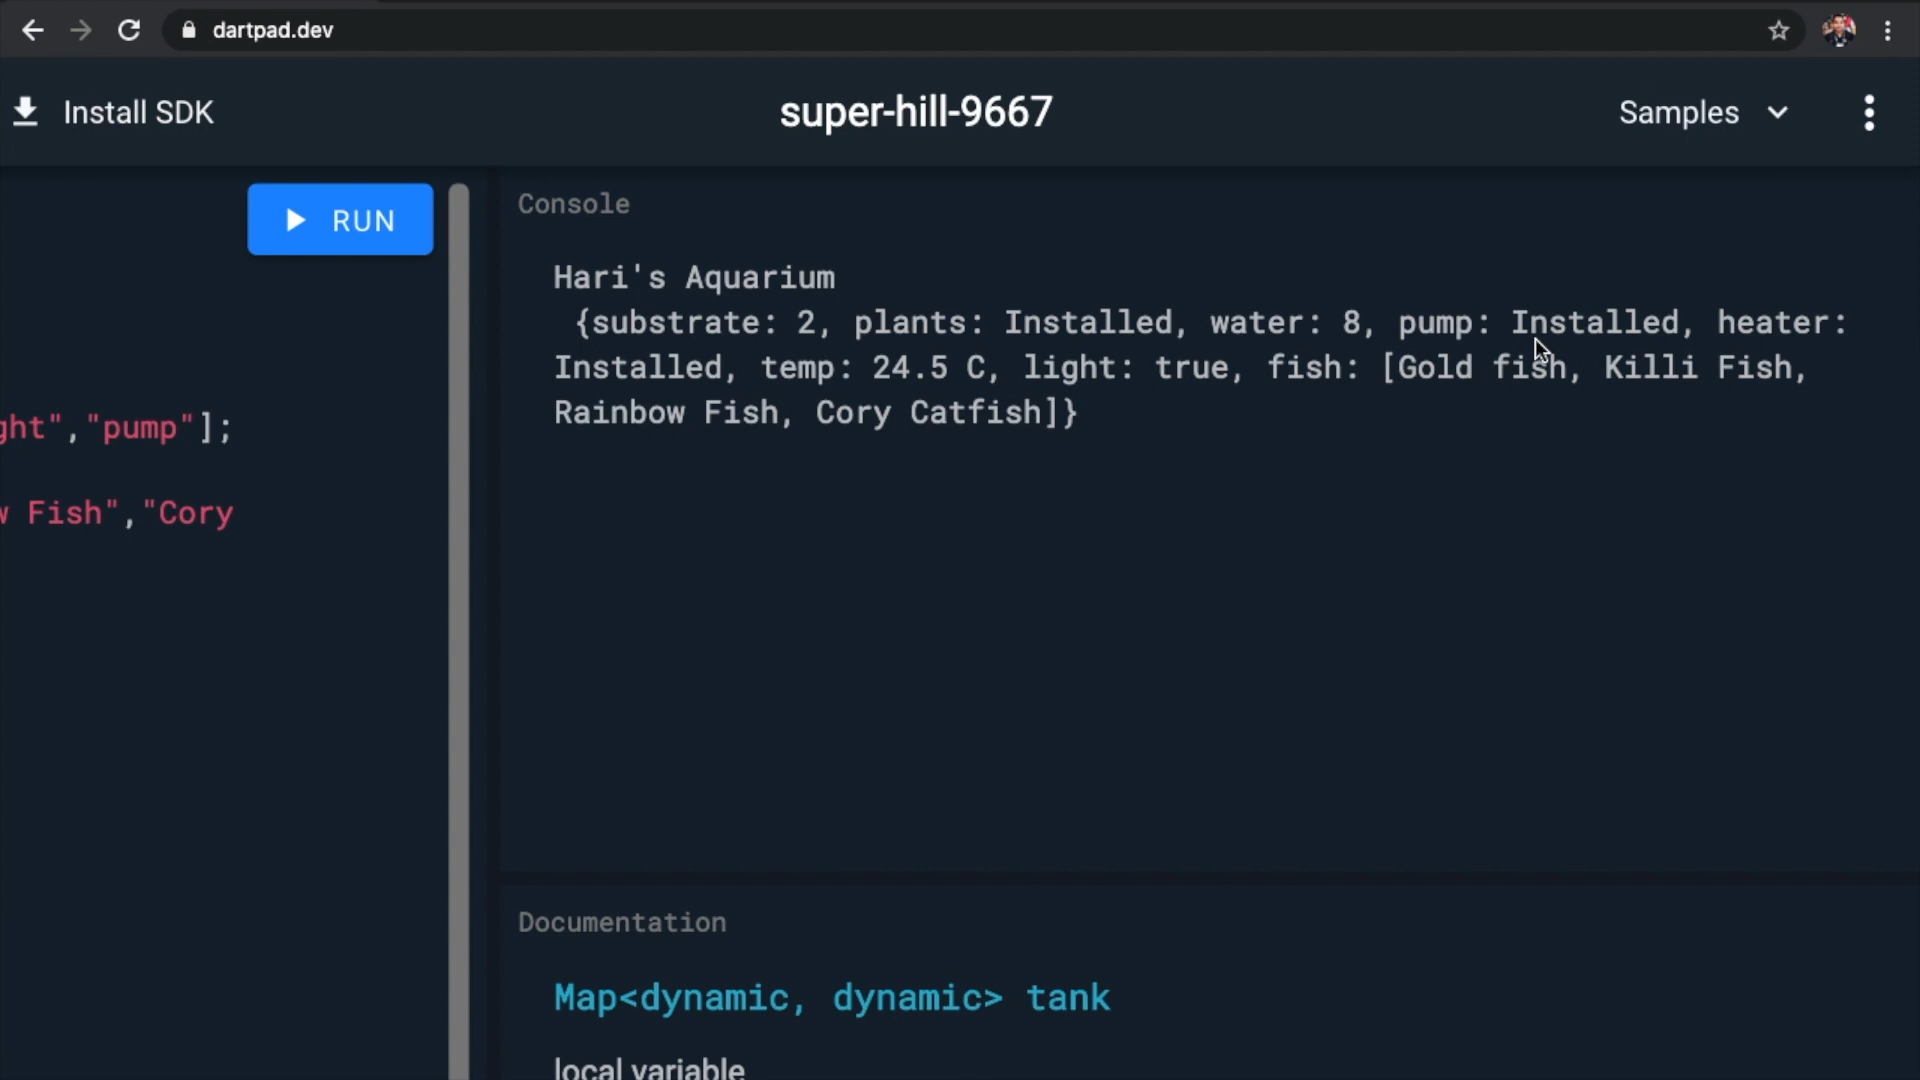 dartpad.dev
Install SDK
super-hill-9667
Samples
RUN
ght","pump"];
w Fish","Cory
Console
Hari's Aquarium
{substrate: 2, plants: Installed, water: 8, pump: Installed, heater:
Installed, temp: 24.5 C, light: true, fish: [Gold fish, Killi Fish,
Rainbow Fish, Cory Catfish]}
Documentation
Map<dynamic, dynamic> tank
local variable